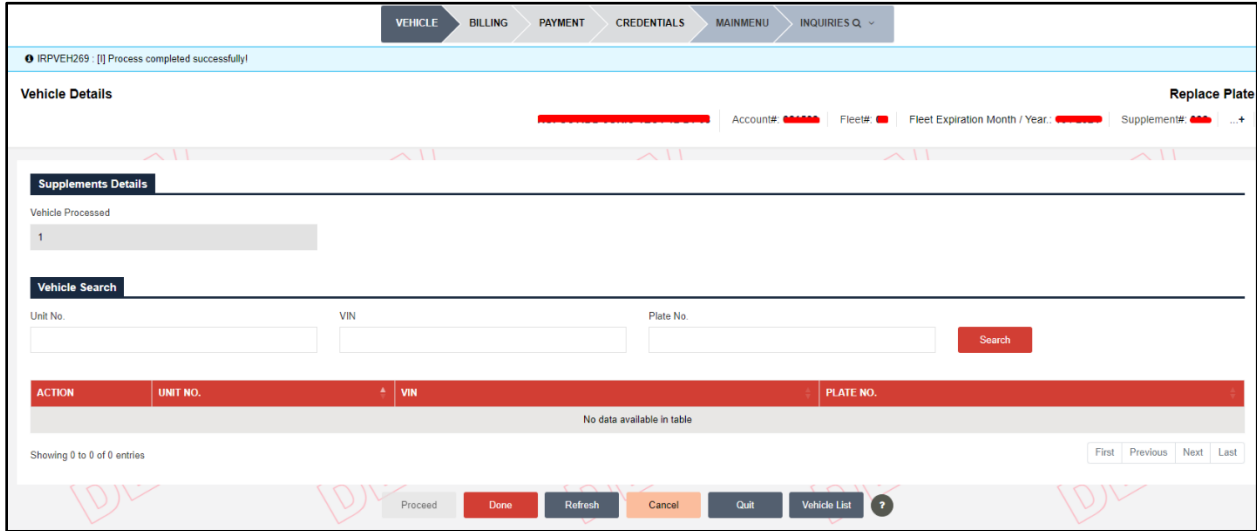 VEHICLE BILLING PAYMENT CREDENTIALS MAINMENU INQUIRIES
IRPVEH269 : [I] Process completed successfully!
Vehicle Details Replace Plate
Account#: Fleet#: Fleet Expiration Month / Year.: Supplement#: ...+
Supplements Details
Vehicle Processed
1
Vehicle Search
Unit No. VIN Plate No.
Search
ACTION UNIT NO. VIN PLATE NO.
No data available in table
Showing 0 to 0 of 0 entries First Previous Next Last
Proceed Done Refresh Cancel Quit Vehicle List ?